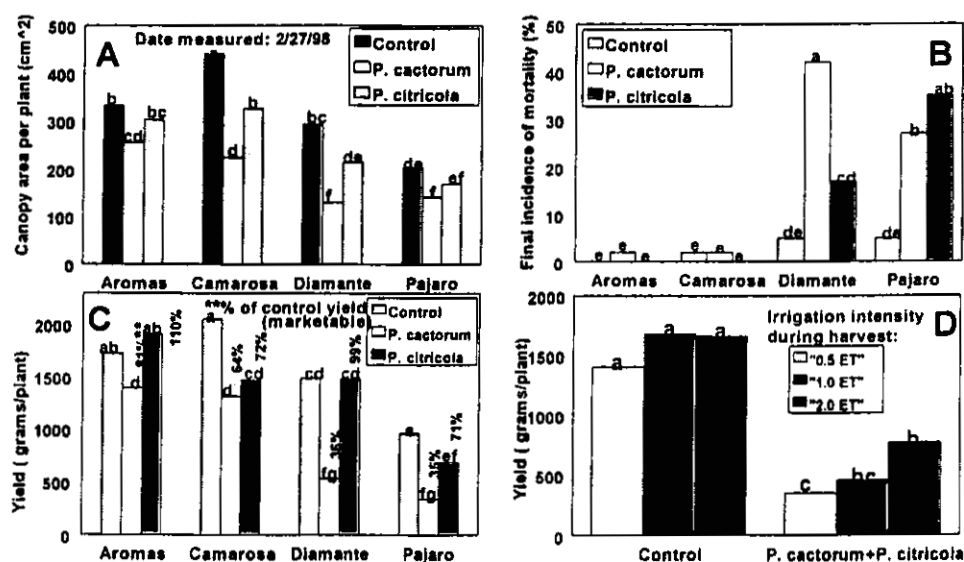 A
Date measured: 2/27/98
Canopy area per plant (cm^2)
500
400
300
200
100
0
Control
P. cactorum
P. citricola
b
cd
bc
a
d
b
bc
f
de
de
f
ef
Aromas
Camarosa
Diamante
Pajaro
B
Final incidence of mortality (%)
50
40
30
20
10
0
Control
P. cactorum
P. citricola
e
e
e
e
e
e
de
a
cd
de
b
ab
Aromas
Camarosa
Diamante
Pajaro
C
**% of control yield
(marketable)
Yield ( grams/plant)
2000
1500
1000
500
0
Control
P. cactorum
P. citricola
ab
d
81%**
ab
110%
a
d
64%
cd
72%
cd
fg
cd
99%
e
fg
ef
71%
Aromas
Camarosa
Diamante
Pajaro
D
Irrigation intensity
during harvest:
Yield ( grams/plant)
2000
1500
1000
500
0
"0.5 ET"
"1.0 ET"
"2.0 ET"
a
a
a
c
bc
b
Control
P. cactorum+P. citricola